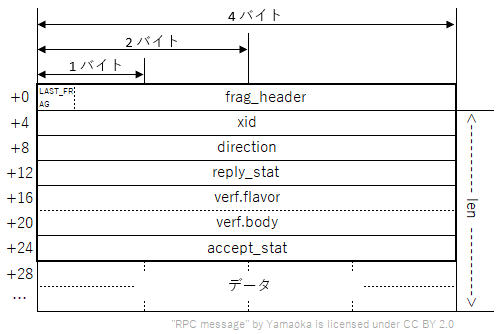 4 バイト
2 バイト
1 バイト
+0 LAST_FR
AG frag_header
+4 xid
+8 direction
+12 reply_stat
+16 verf.flavor
+20 verf.body
+24 accept_stat
+28 データ
...
len
"RPC message" by Yamaoka is licensed under CC BY 2.0